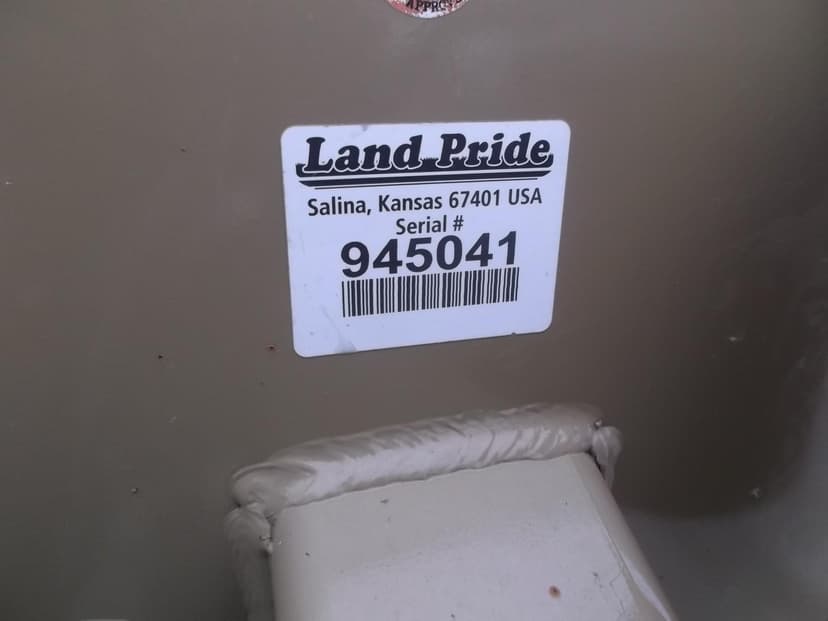 Land Pride
Salina, Kansas 67401 USA
Serial #
945041